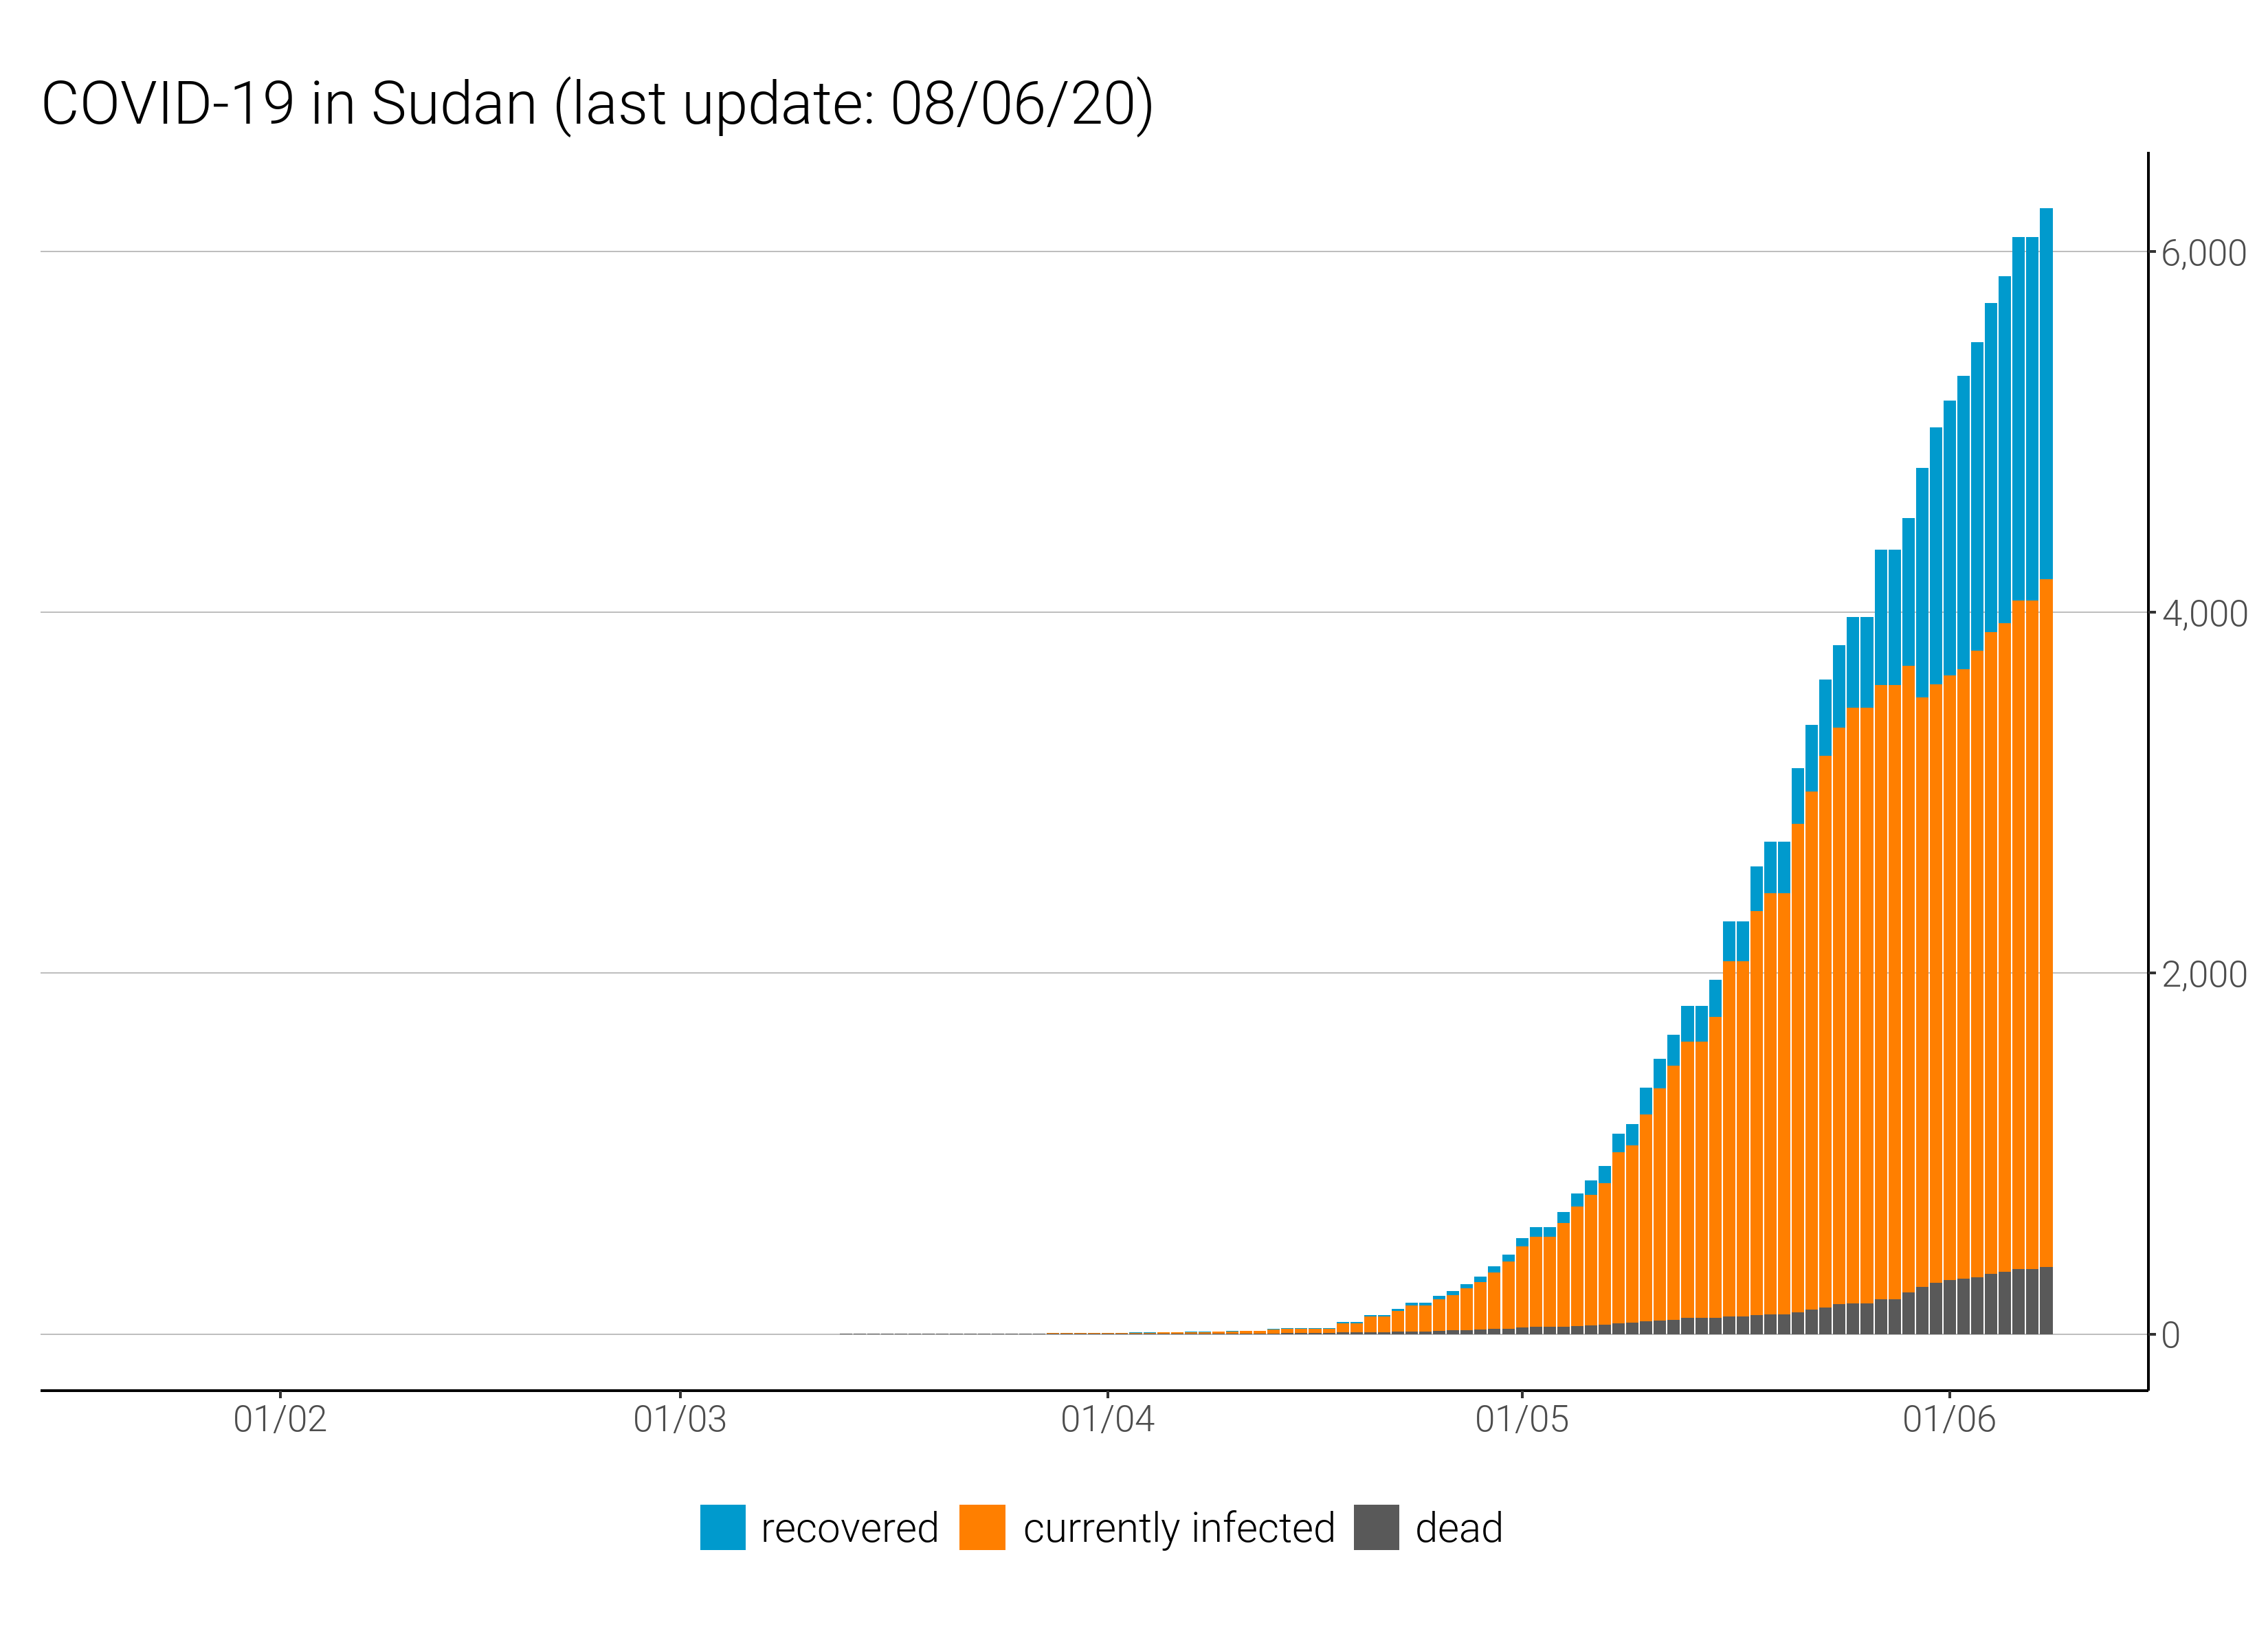 COVID-19 in Sudan (last update: 08/06/20)
6,000
4,000
2,000
0
01/02 01/03 01/04 01/05 01/06
recovered currently infected dead